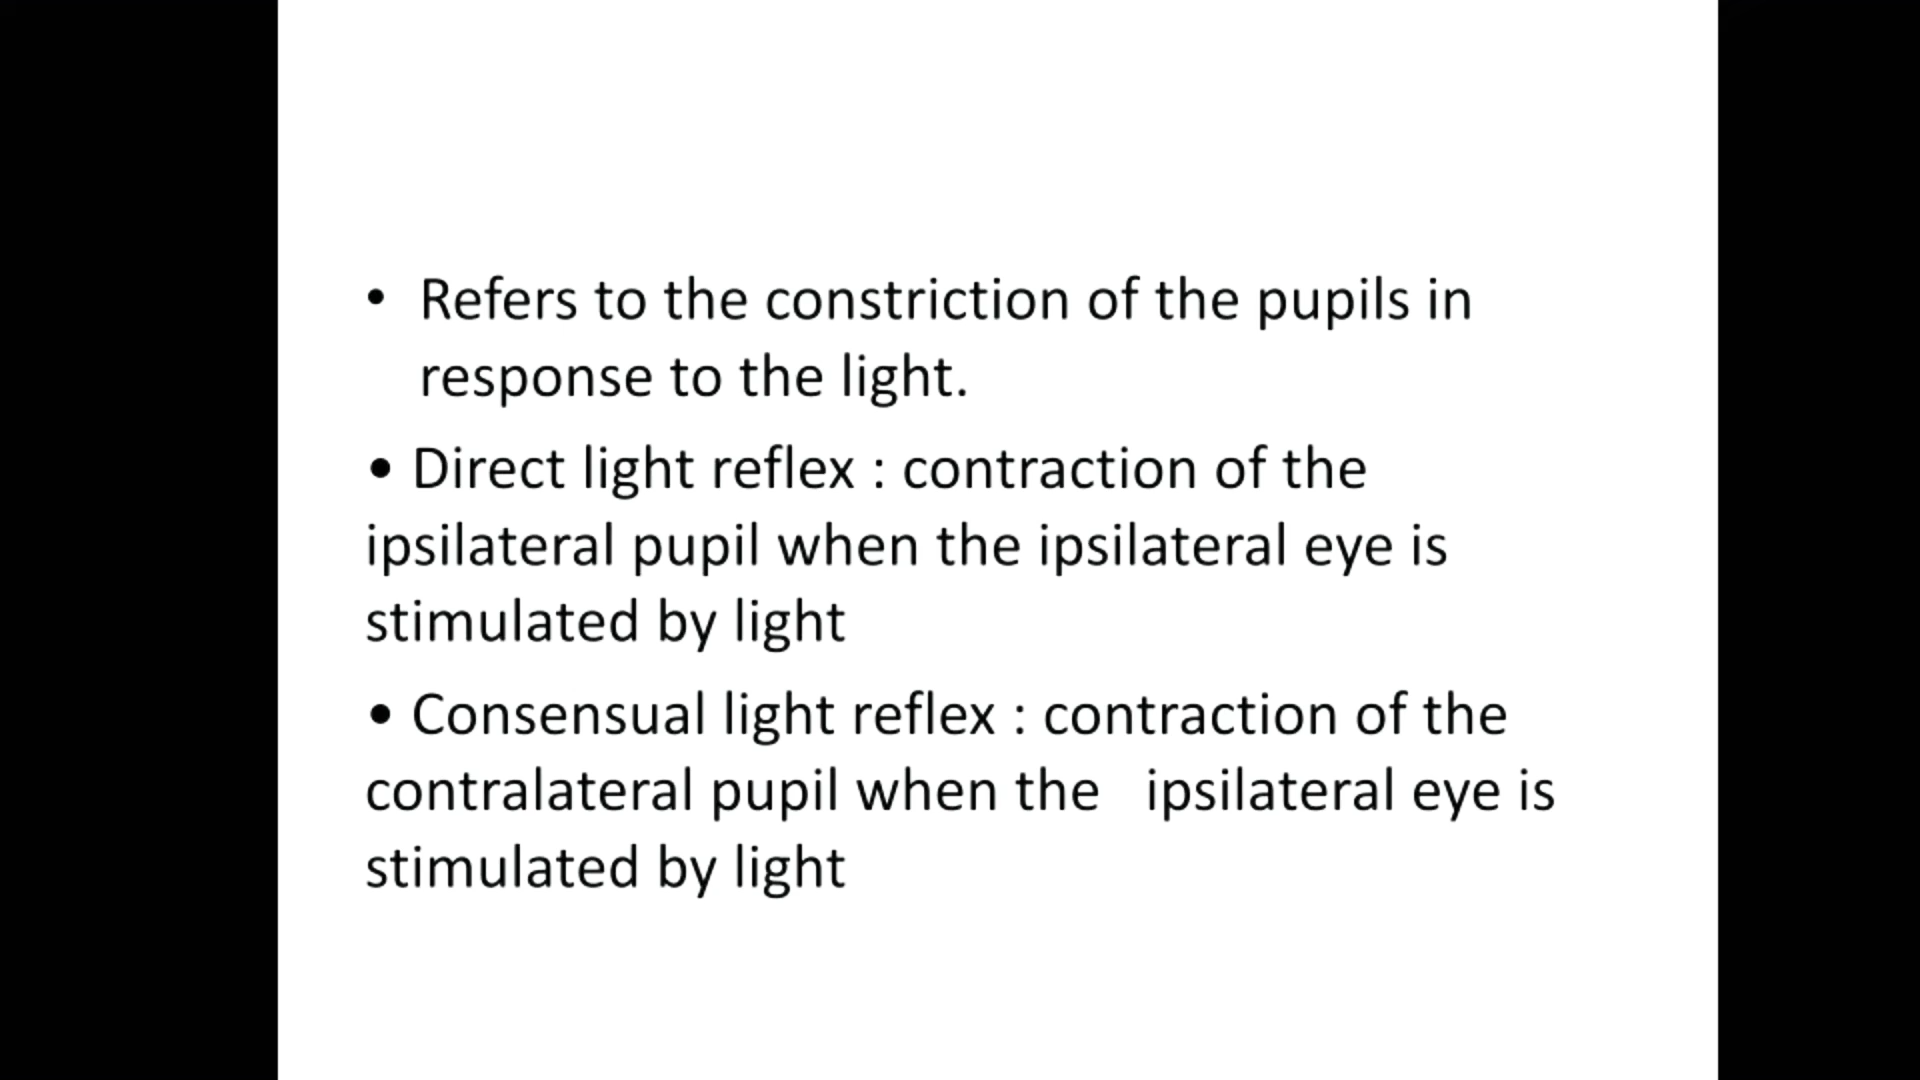 • Refers to the constriction of the pupils in
response to the light.
• Direct light reflex : contraction of the
ipsilateral pupil when the ipsilateral eye is
stimulated by light
• Consensual light reflex : contraction of the
contralateral pupil when the   ipsilateral eye is
stimulated by light